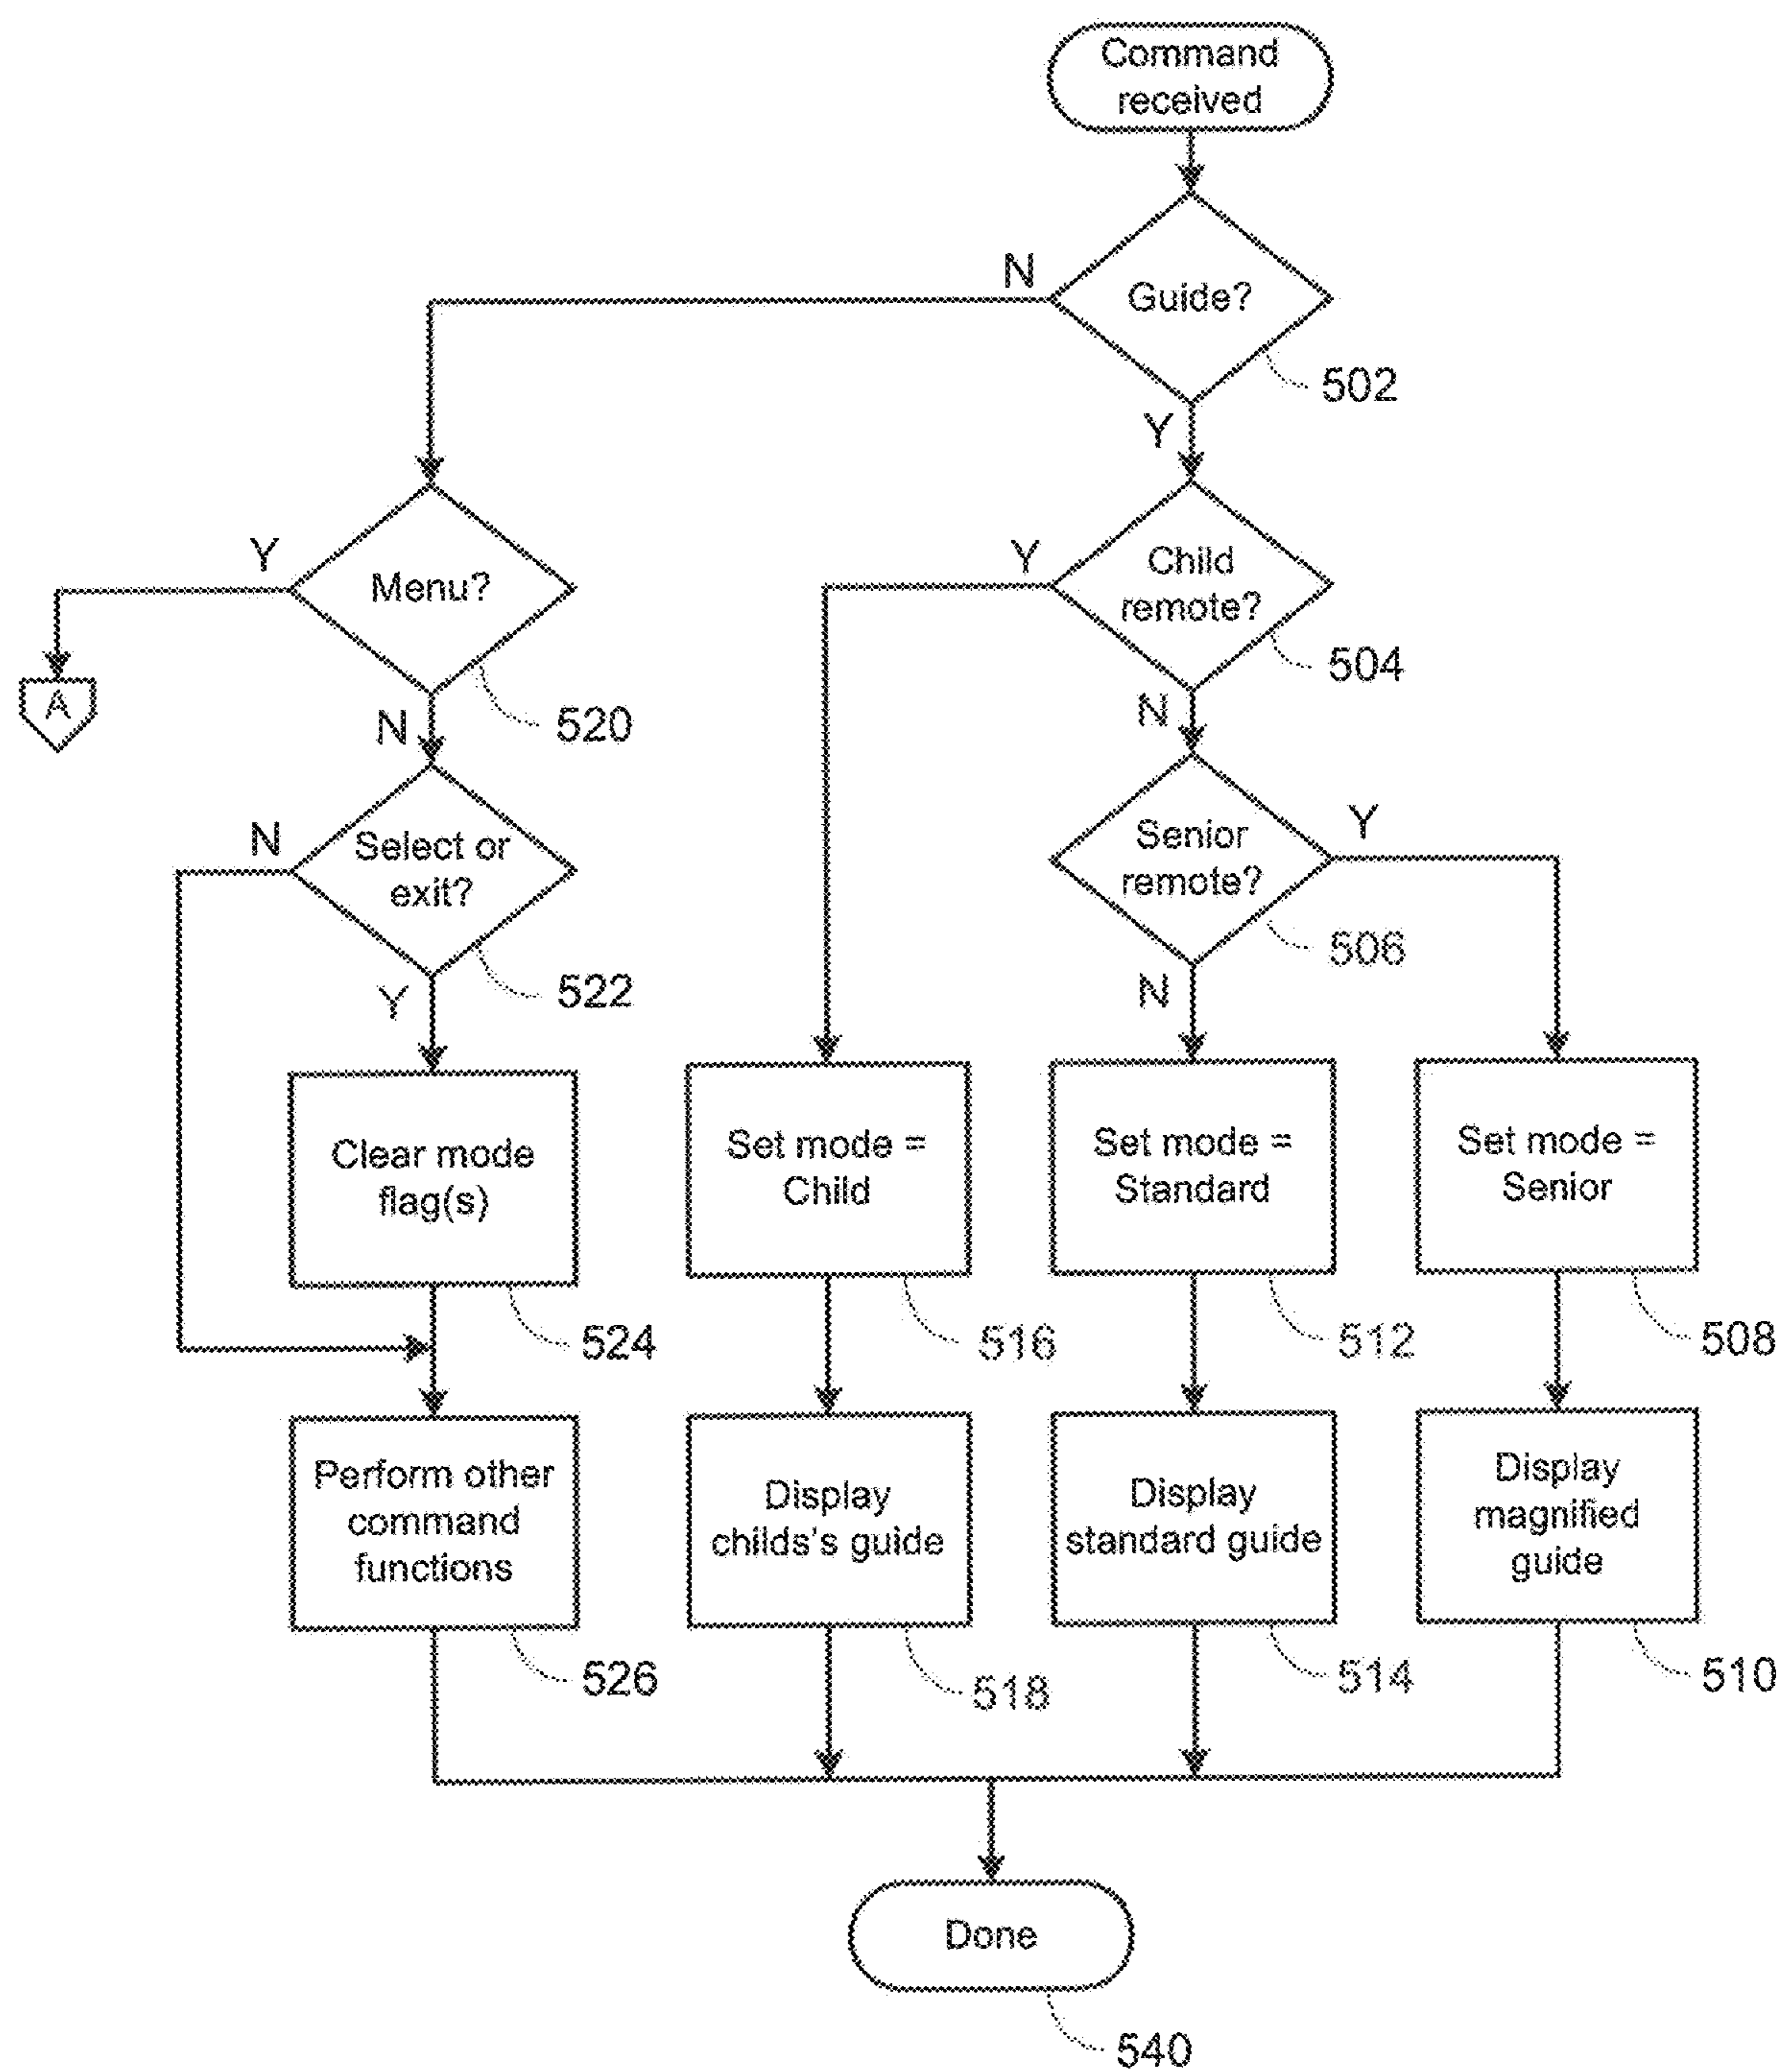 Command
received
N
Guide?
502
Y
Y
Menu?
520
A
N
Y
Child
remote?
504
N
Senior
remote?
Y
506
N
N
Select or
exit?
522
Y
Clear mode
flag(s)
524
Set mode =
Child
516
Set mode =
Standard
512
Set mode =
Senior
508
Perform other
command
functions
526
Display
childs's guide
518
Display
standard guide
514
Display
magnified
guide
510
Done
540